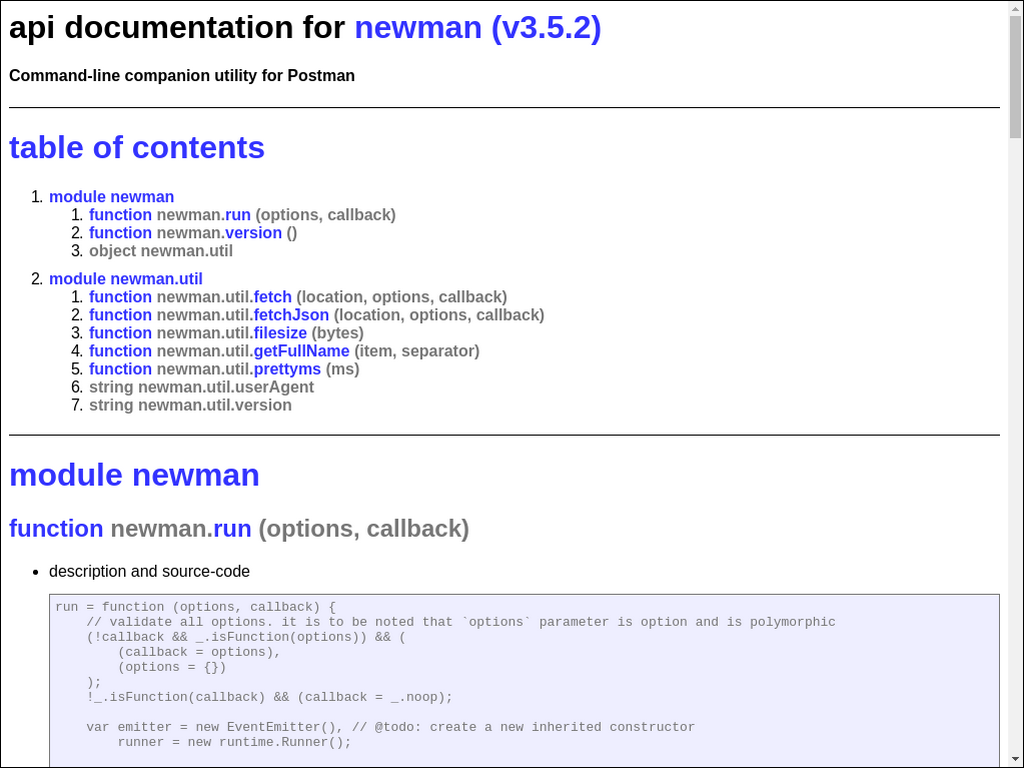 api documentation for newman (v3.5.2)
Command-line companion utility for Postman
table of contents
1. module newman
1. function newman.run (options, callback)
2. function newman.version ()
3. object newman.util
2. module newman.util
1. function newman.util.fetch (location, options, callback)
2. function newman.util.fetchJson (location, options, callback)
3. function newman.util.filesize (bytes)
4. function newman.util.getFullName (item, separator)
5. function newman.util.prettyms (ms)
6. string newman.util.userAgent
7. string newman.util.version
module newman
function newman.run (options, callback)
• description and source-code
run = function (options, callback) {
    // validate all options. it is to be noted that `options` parameter is option and is polymorphic
    (!callback && _.isFunction(options)) && (
        (callback = options),
        (options = {})
    );
    !_.isFunction(callback) && (callback = _.noop);
    var emitter = new EventEmitter(), // @todo: create a new inherited constructor
        runner = new runtime.Runner();